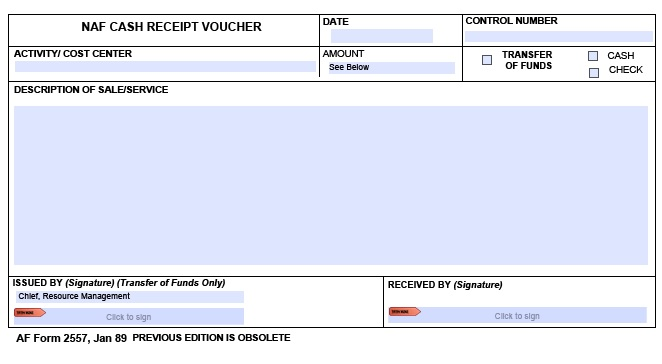 NAF CASH RECEIPT VOUCHER
DATE
CONTROL NUMBER
ACTIVITY/ COST CENTER
AMOUNT
See Below
TRANSFER
OF FUNDS
CASH
CHECK
DESCRIPTION OF SALE/SERVICE
ISSUED BY (Signature) (Transfer of Funds Only)
Chief, Resource Management
Click to sign
RECEIVED BY (Signature)
Click to sign
AF Form 2557, Jan 89 PREVIOUS EDITION IS OBSOLETE